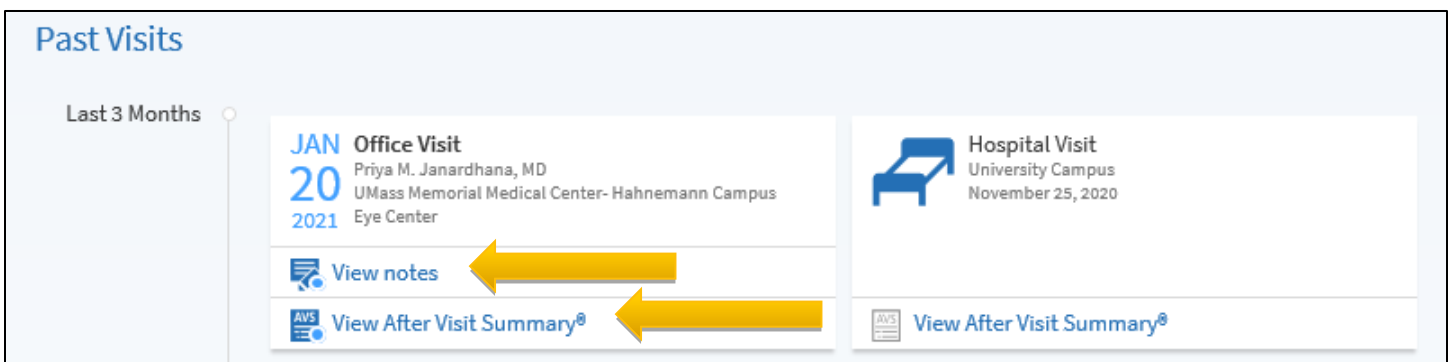 Past Visits
Last 3 Months
JAN
20
2021
Office Visit
Priya M. Janardhana, MD
UMass Memorial Medical Center- Hahnemann Campus
Eye Center
View notes
AVS
View After Visit Summary®
Hospital Visit
University Campus
November 25, 2020
AVS
View After Visit Summary®